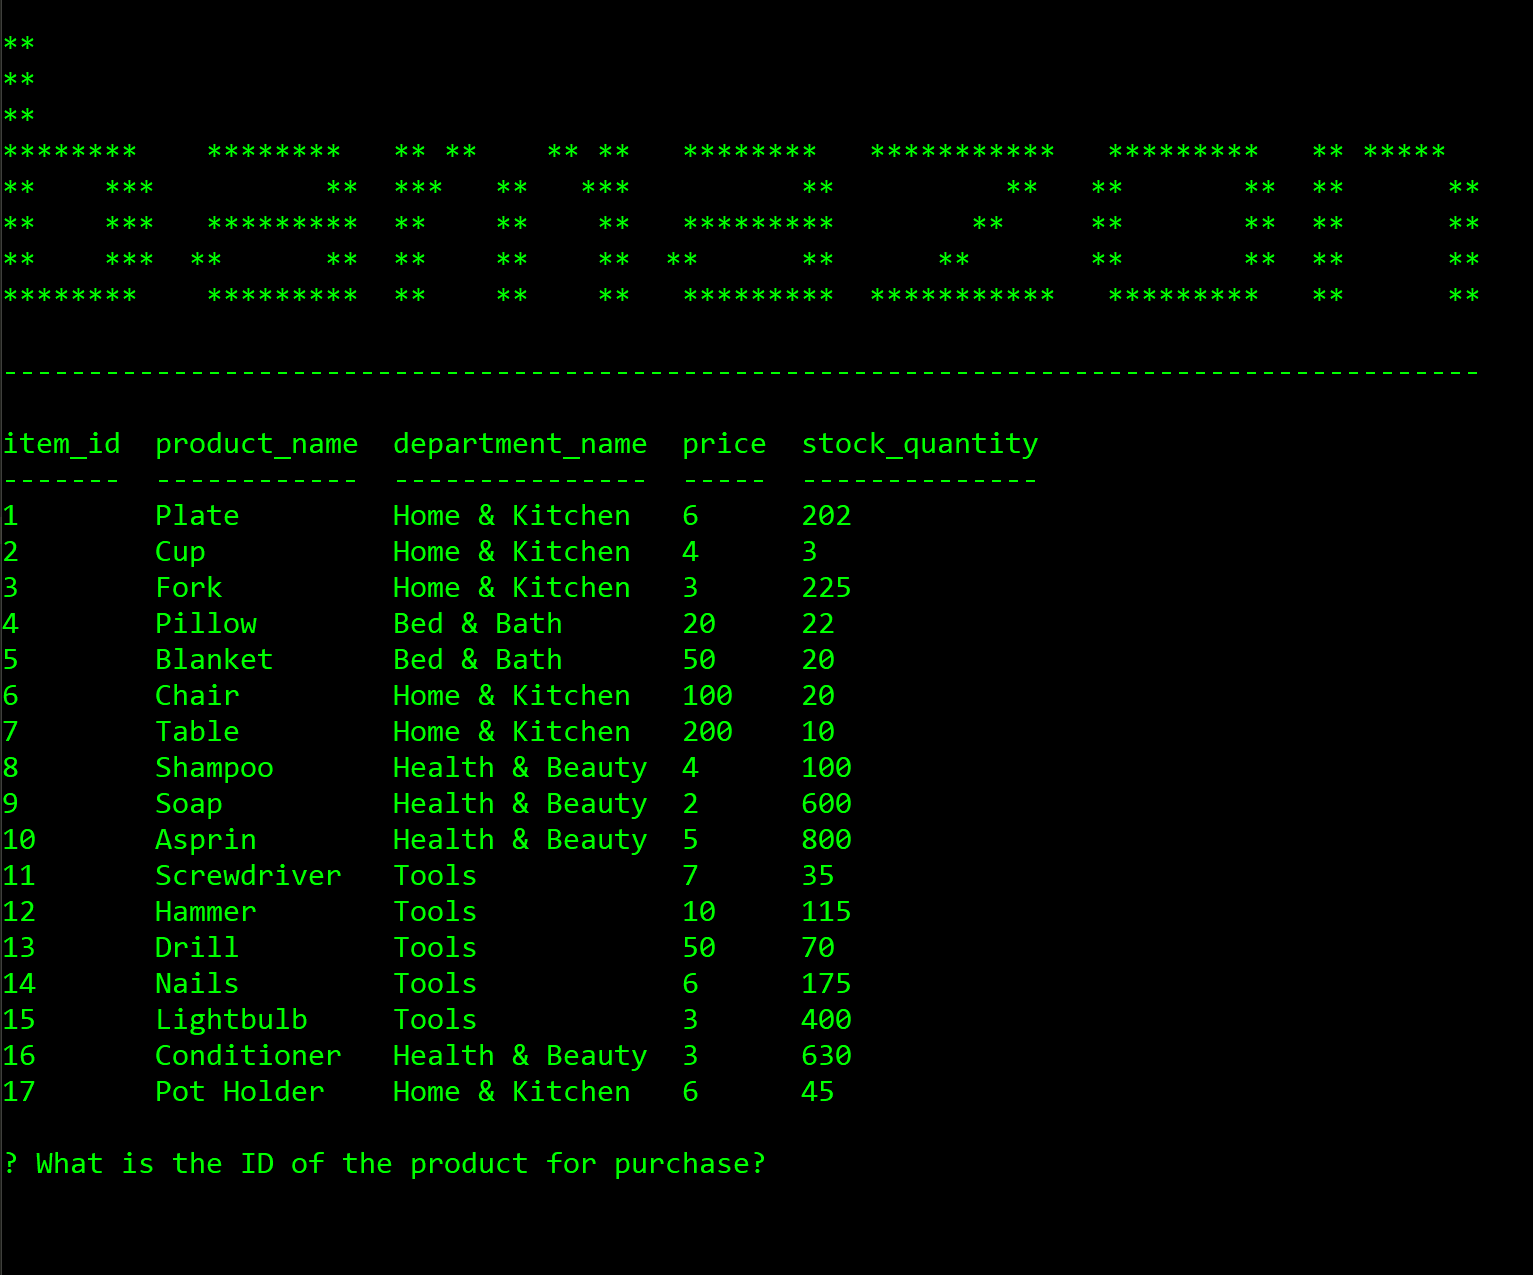 bamazon
item_id product_name department_name price stock_quantity
1 Plate Home & Kitchen 6 202
2 Cup Home & Kitchen 4 3
3 Fork Home & Kitchen 3 225
4 Pillow Bed & Bath 20 22
5 Blanket Bed & Bath 50 20
6 Chair Home & Kitchen 100 20
7 Table Home & Kitchen 200 10
8 Shampoo Health & Beauty 4 100
9 Soap Health & Beauty 2 600
10 Asprin Health & Beauty 5 800
11 Screwdriver Tools 7 35
12 Hammer Tools 10 115
13 Drill Tools 50 70
14 Nails Tools 6 175
15 Lightbulb Tools 3 400
16 Conditioner Health & Beauty 3 630
17 Pot Holder Home & Kitchen 6 45
? What is the ID of the product for purchase?